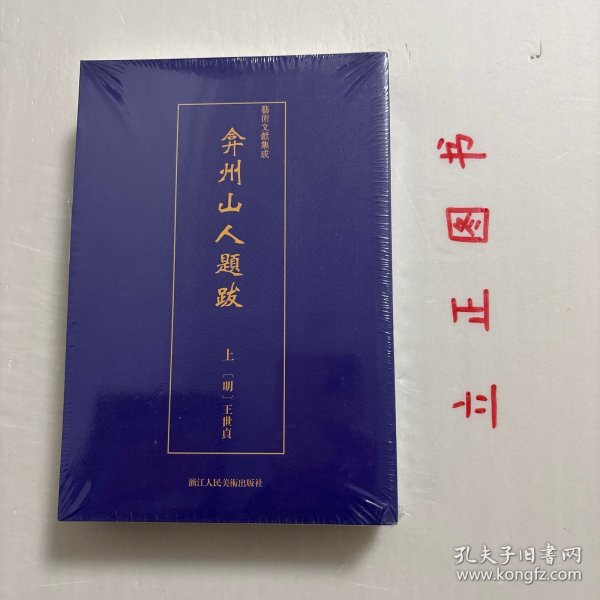 藝術文獻集成
弇州山人題跋
上〔明〕王世貞
浙江人民美術出版社
立正图书
孔夫子旧书网
www.kongfz.com